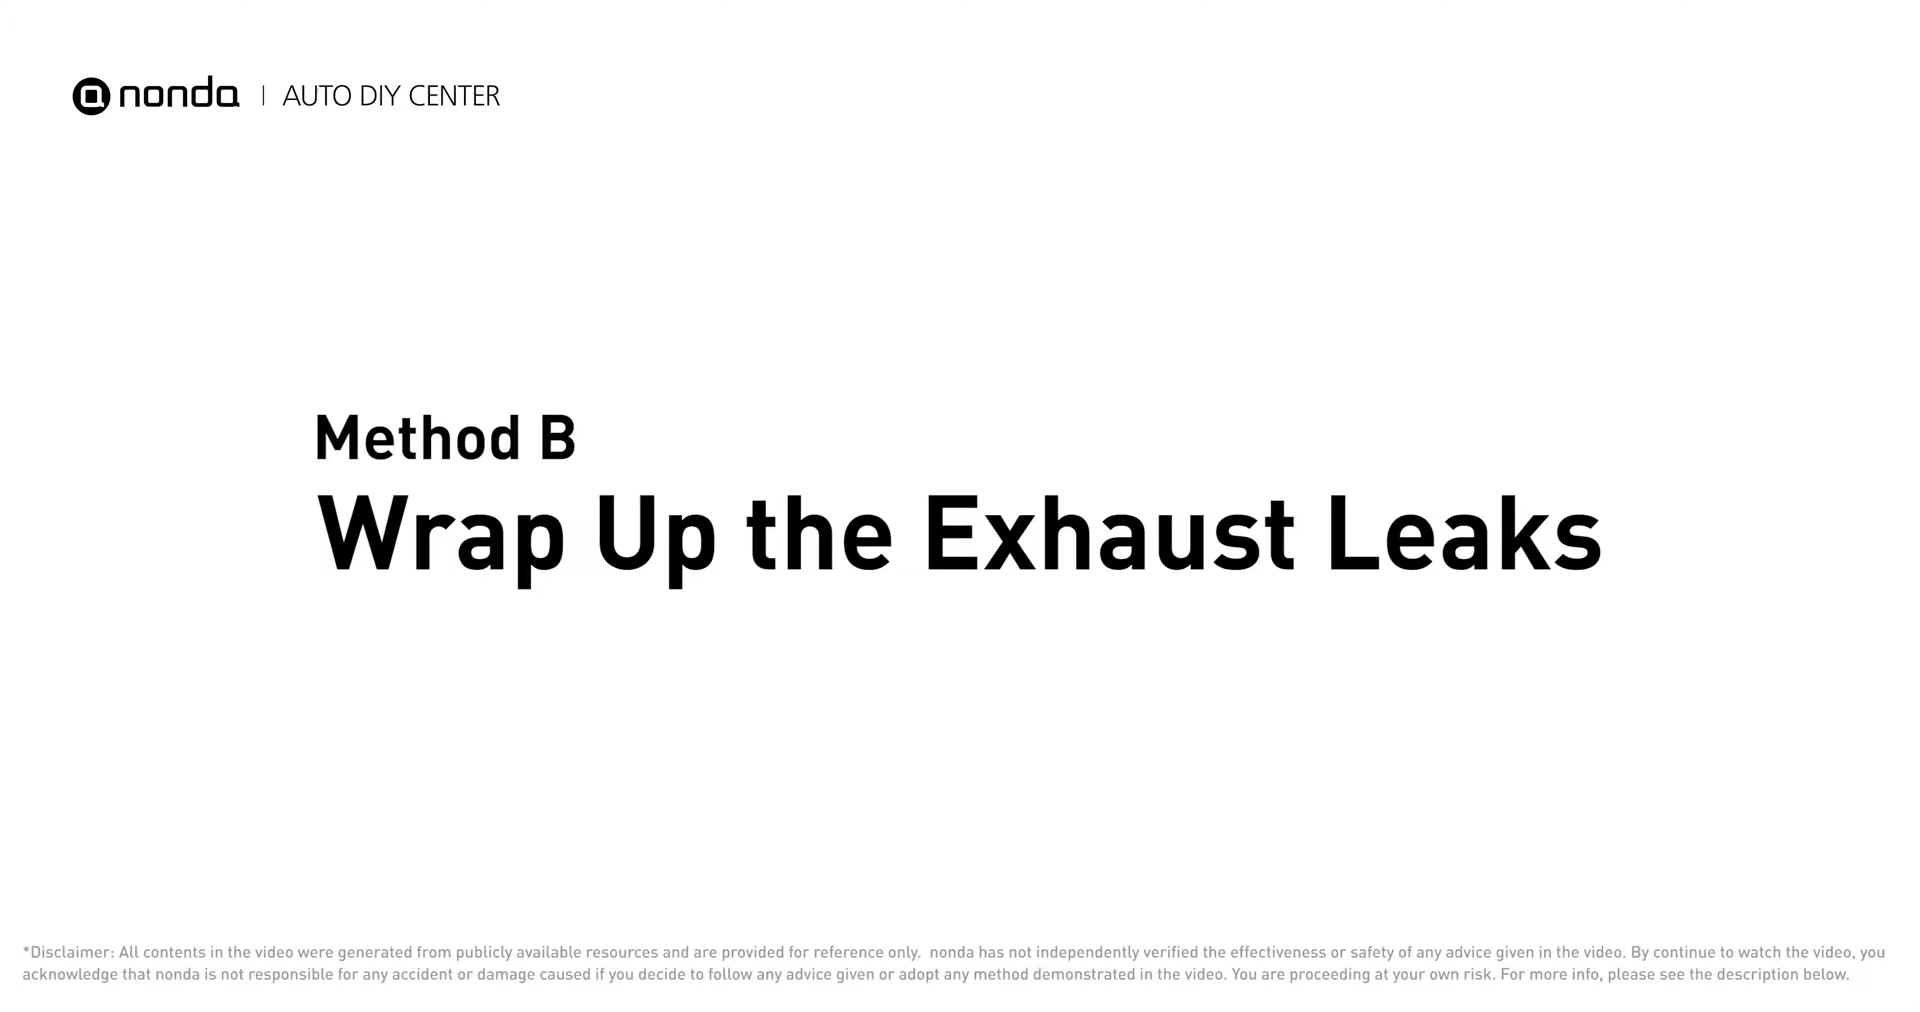 nonda | AUTO DIY CENTER
Method B
Wrap Up the Exhaust Leaks
*Disclaimer: All contents in the video were generated from publicly available resources and are provided for reference only.  nonda has not independently verified the effectiveness or safety of any advice given in the video. By continue to watch the video, you
acknowledge that nonda is not responsible for any accident or damage caused if you decide to follow any advice given or adopt any method demonstrated in the video. You are proceeding at your own risk. For more info, please see the description below.